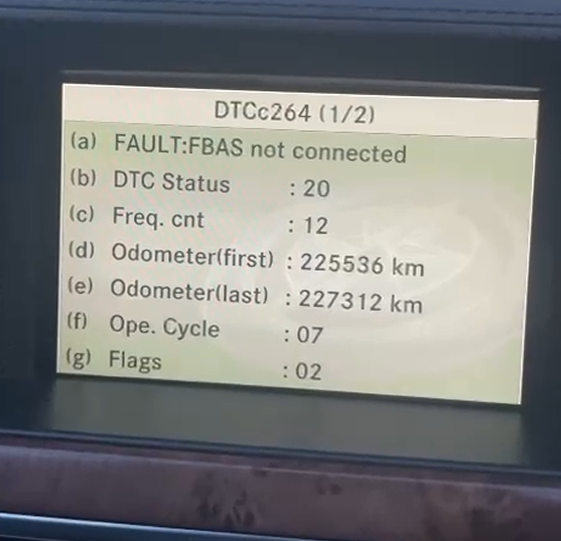 DTCc264 (1/2)
(a) FAULT:FBAS not connected
(b) DTC Status : 20
(c) Freq. cnt : 12
(d) Odometer(first) : 225536 km
(e) Odometer(last) : 227312 km
(f) Ope. Cycle : 07
(g) Flags : 02